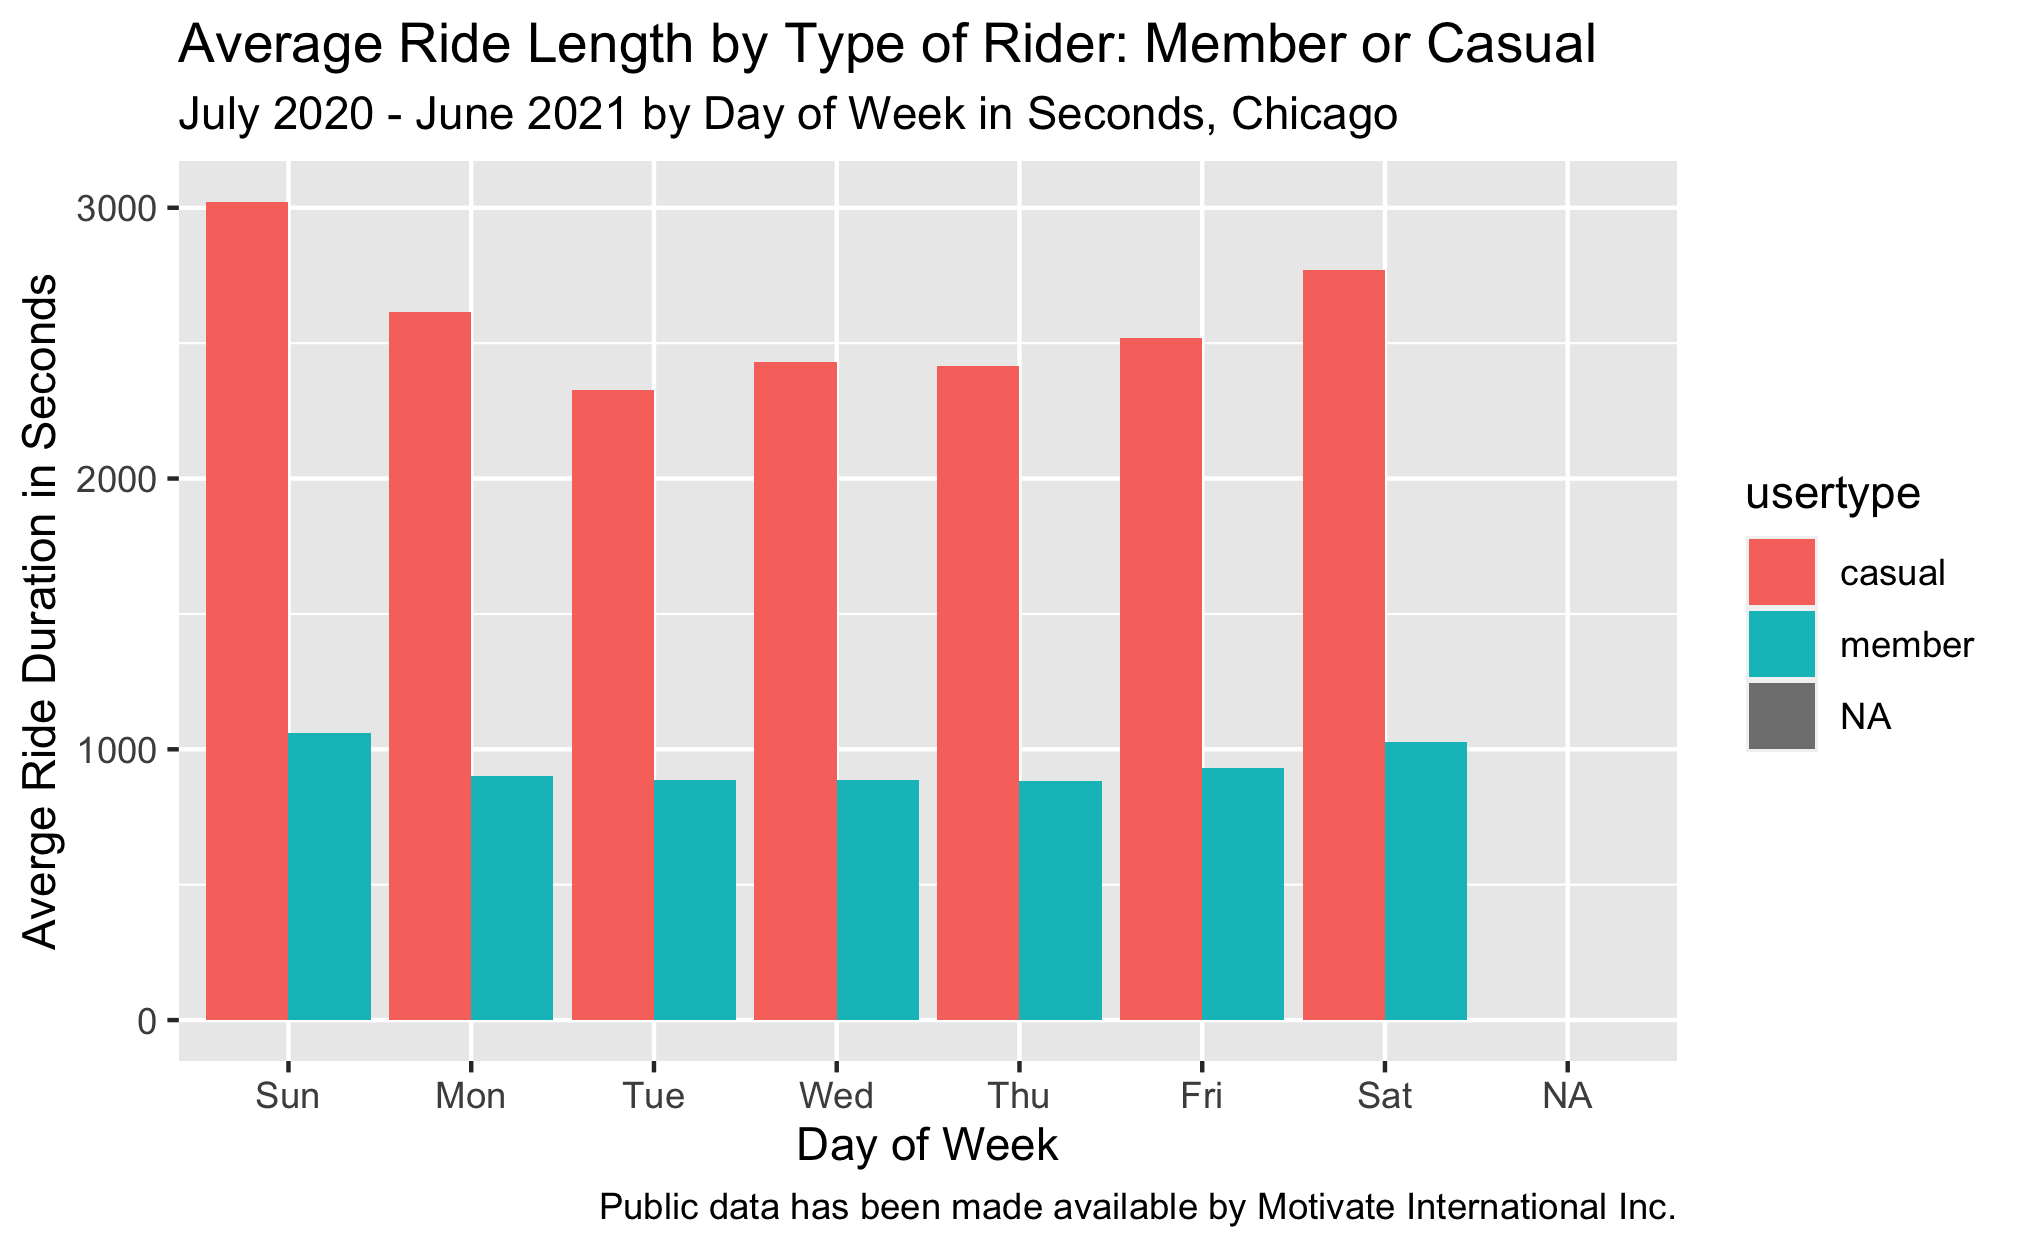 Average Ride Length by Type of Rider: Member or Casual
July 2020 - June 2021 by Day of Week in Seconds, Chicago
Averge Ride Duration in Seconds
3000
2000
1000
0
Sun Mon Tue Wed Thu Fri Sat NA
Day of Week
usertype
casual
member
NA
Public data has been made available by Motivate International Inc.